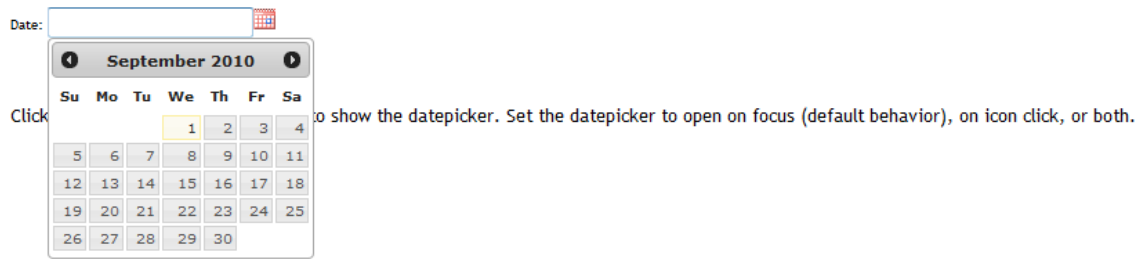 Date:
September 2010
Su Mo Tu We Th Fr Sa
1 2 3 4
Click to show the datepicker. Set the datepicker to open on focus (default behavior), on icon click, or both.
5 6 7 8 9 10 11
12 13 14 15 16 17 18
19 20 21 22 23 24 25
26 27 28 29 30